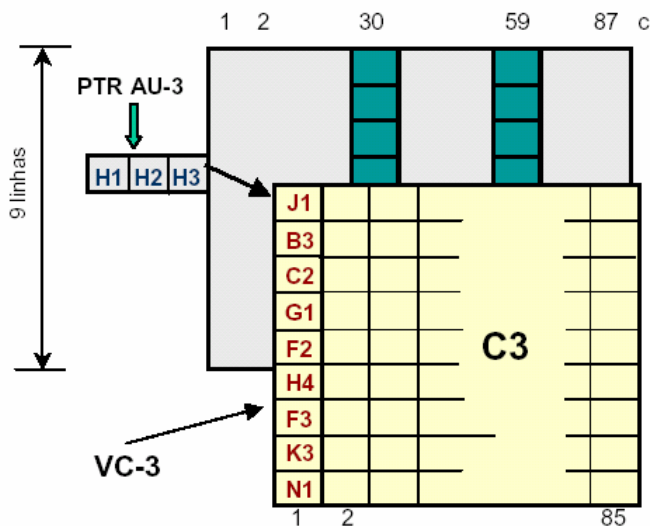 1 2 30 59 87 c
PTR AU-3
H1 H2 H3
9 linhas
J1
B3
C2
G1
F2
H4
F3
K3
N1
C3
VC-3
1 2 85